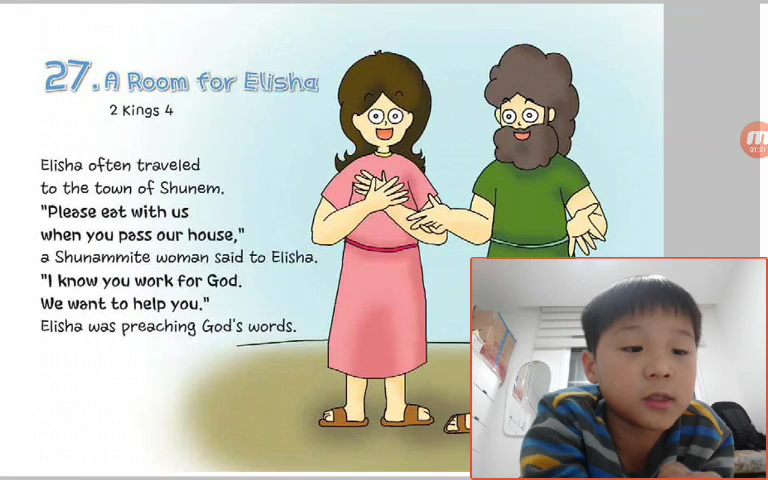 27. A Room for Elisha
2 Kings 4
Elisha often traveled
to the town of Shunem.
"Please eat with us
when you pass our house,"
a Shunammite woman said to Elisha.
"I know you work for God.
We want to help you."
Elisha was preaching God's words.
01:51